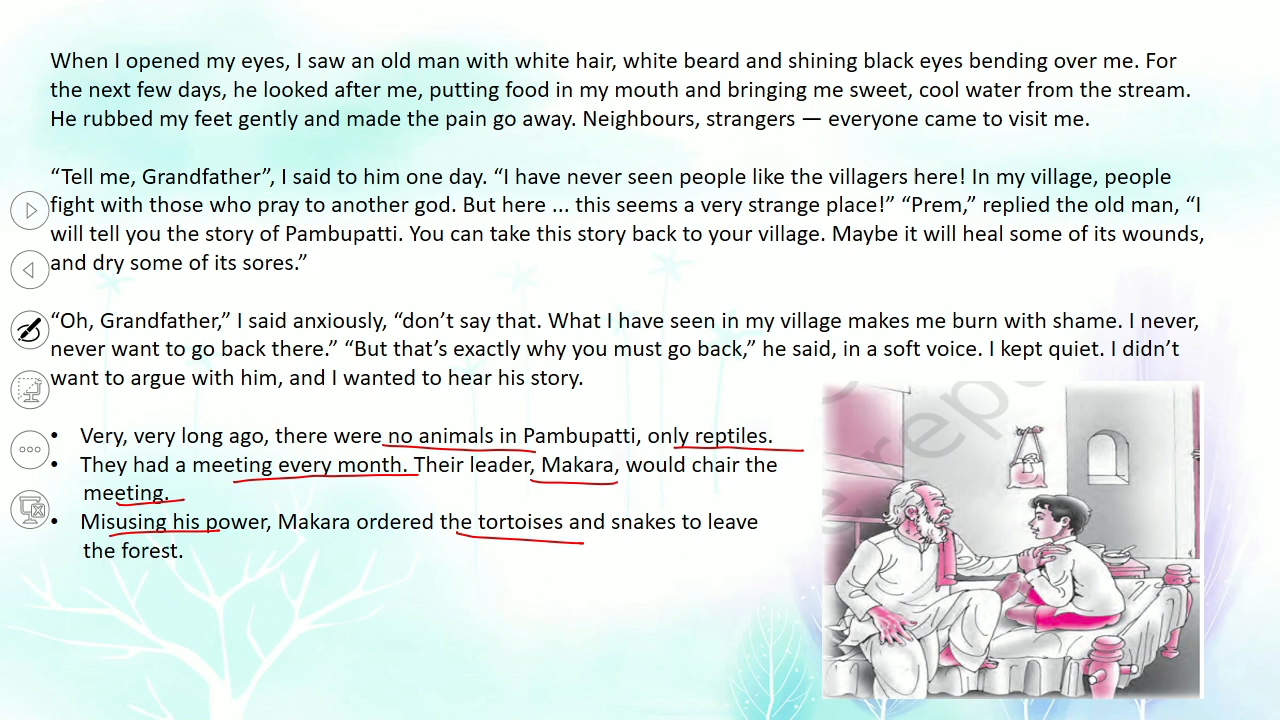 When I opened my eyes, I saw an old man with white hair, white beard and shining black eyes bending over me. For
the next few days, he looked after me, putting food in my mouth and bringing me sweet, cool water from the stream.
He rubbed my feet gently and made the pain go away. Neighbours, strangers — everyone came to visit me.
“Tell me, Grandfather”, I said to him one day. “I have never seen people like the villagers here! In my village, people
fight with those who pray to another god. But here ... this seems a very strange place!” “Prem,” replied the old man, “I
will tell you the story of Pambupatti. You can take this story back to your village. Maybe it will heal some of its wounds,
and dry some of its sores.”
“Oh, Grandfather,” I said anxiously, “don’t say that. What I have seen in my village makes me burn with shame. I never,
never want to go back there.” “But that’s exactly why you must go back,” he said, in a soft voice. I kept quiet. I didn’t
want to argue with him, and I wanted to hear his story.
• Very, very long ago, there were no animals in Pambupatti, only reptiles.
• They had a meeting every month. Their leader, Makara, would chair the
meeting.
• Misusing his power, Makara ordered the tortoises and snakes to leave
the forest.